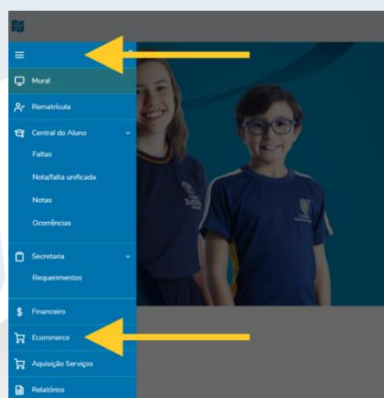 Mural
Rematrícula
Central do Aluno
Faltas
Nota/falta unificada
Notas
Ocorrências
Secretaria
Requerimentos
Financeiro
Ecommerce
Aquisição Serviços
Relatórios